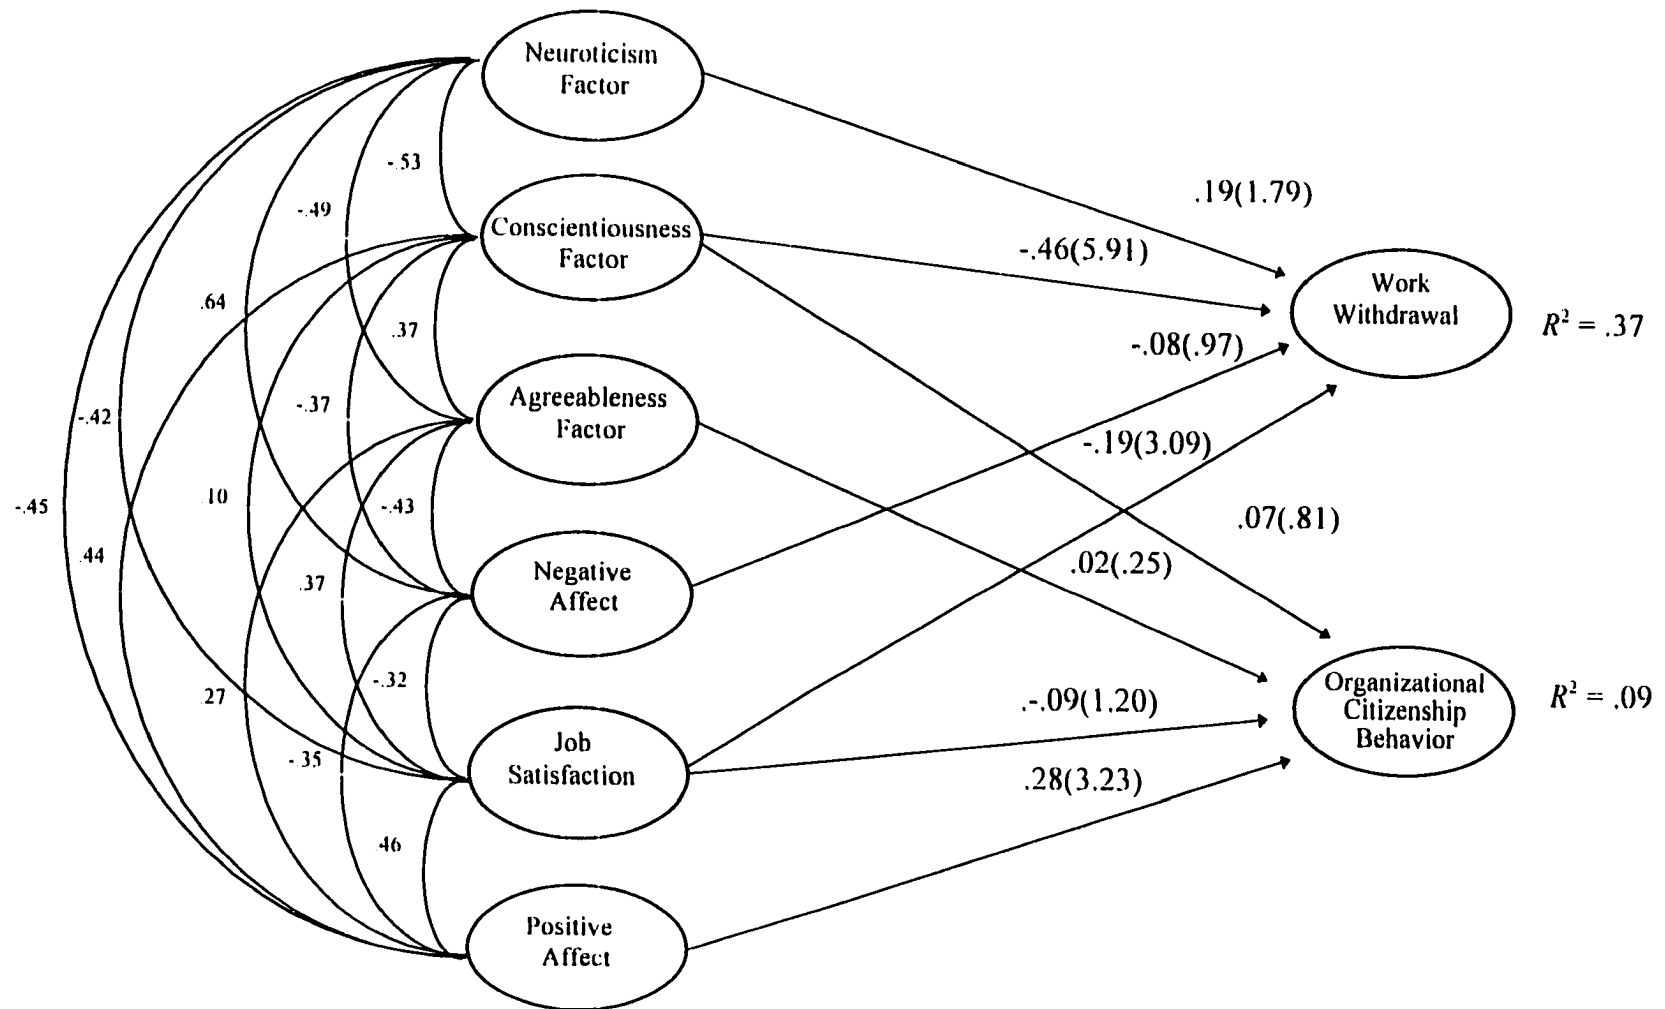 Neuroticism
Factor
-.53
-.49
.19(1.79)
Conscientiousness
Factor
-.46(5.91)
Work
Withdrawal
R² = .37
.64
.37
-.08(.97)
Agreeableness
Factor
-.37
-.42
-.19(3.09)
.10
-.43
-.45
.07(.81)
.44
.02(.25)
Negative
Affect
.37
-.32
.27
Organizational
Citizenship
Behavior
R² = .09
.-.09(1.20)
Job
Satisfaction
-.35
.28(3.23)
.46
Positive
Affect